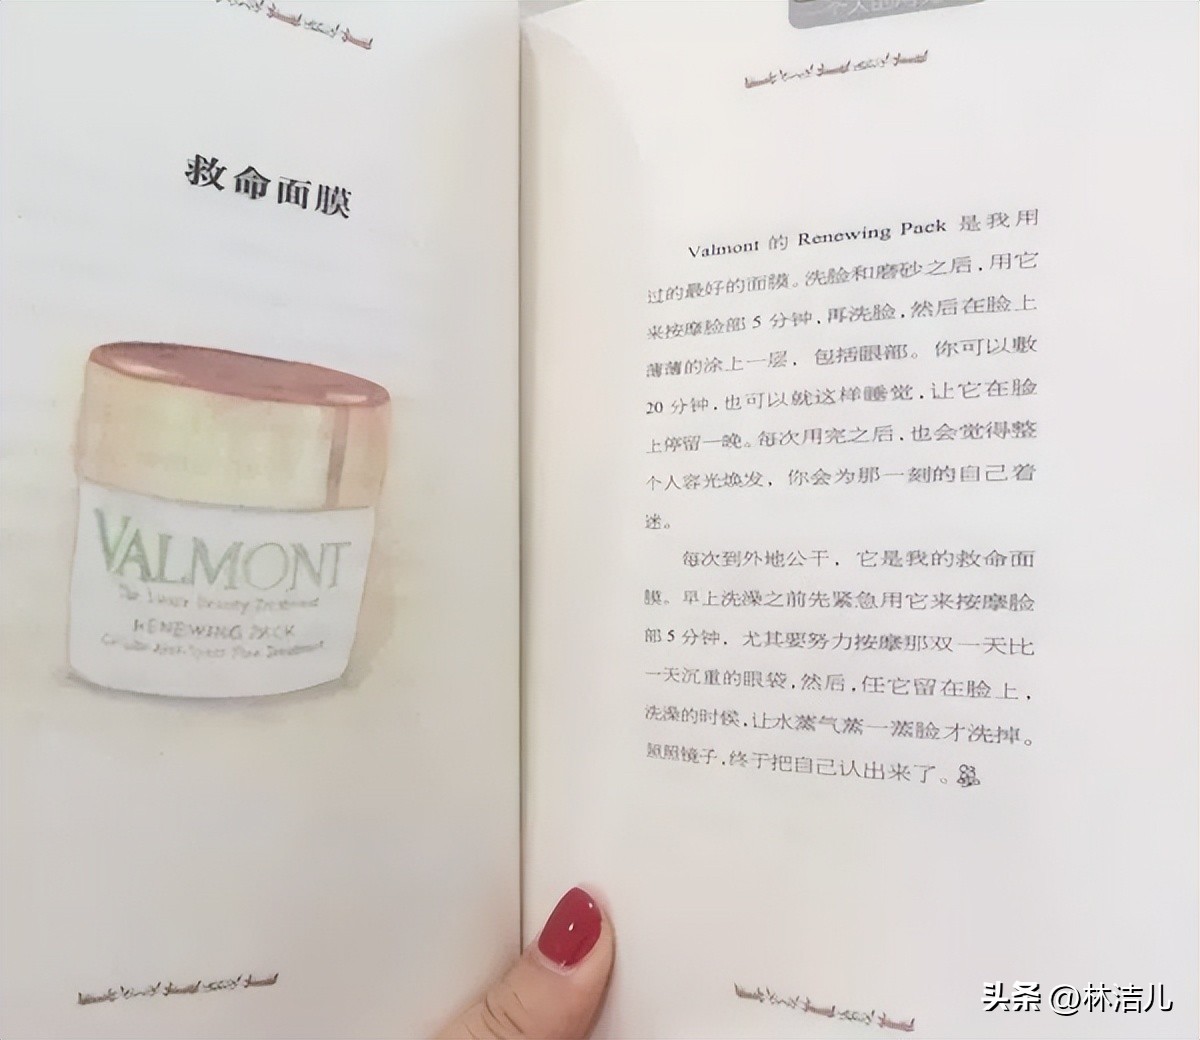 救命面膜
VALMONT
RENEWING PACK
一个人的
Valmont 的 Renewing Pack 是我用
过的最好的面膜。洗脸和磨砂之后，用它
来按摩脸部 5 分钟，再洗脸，然后在脸上
薄薄的涂上一层，包括眼部。你可以敷
20 分钟，也可以就这样睡觉，让它在脸
上停留一晚。每次用完之后，也会觉得整
个人容光焕发，你会为那一刻的自己着
迷。
每次到外地公干，它是我的救命面
膜。早上洗澡之前先紧急用它来按摩脸
部 5 分钟，尤其要努力按摩那双一天比
一天沉重的眼袋，然后，任它留在脸上，
洗澡的时候，让水蒸气蒸一蒸脸才洗掉。
照照镜子，终于把自己认出来了。
头条 @林洁儿